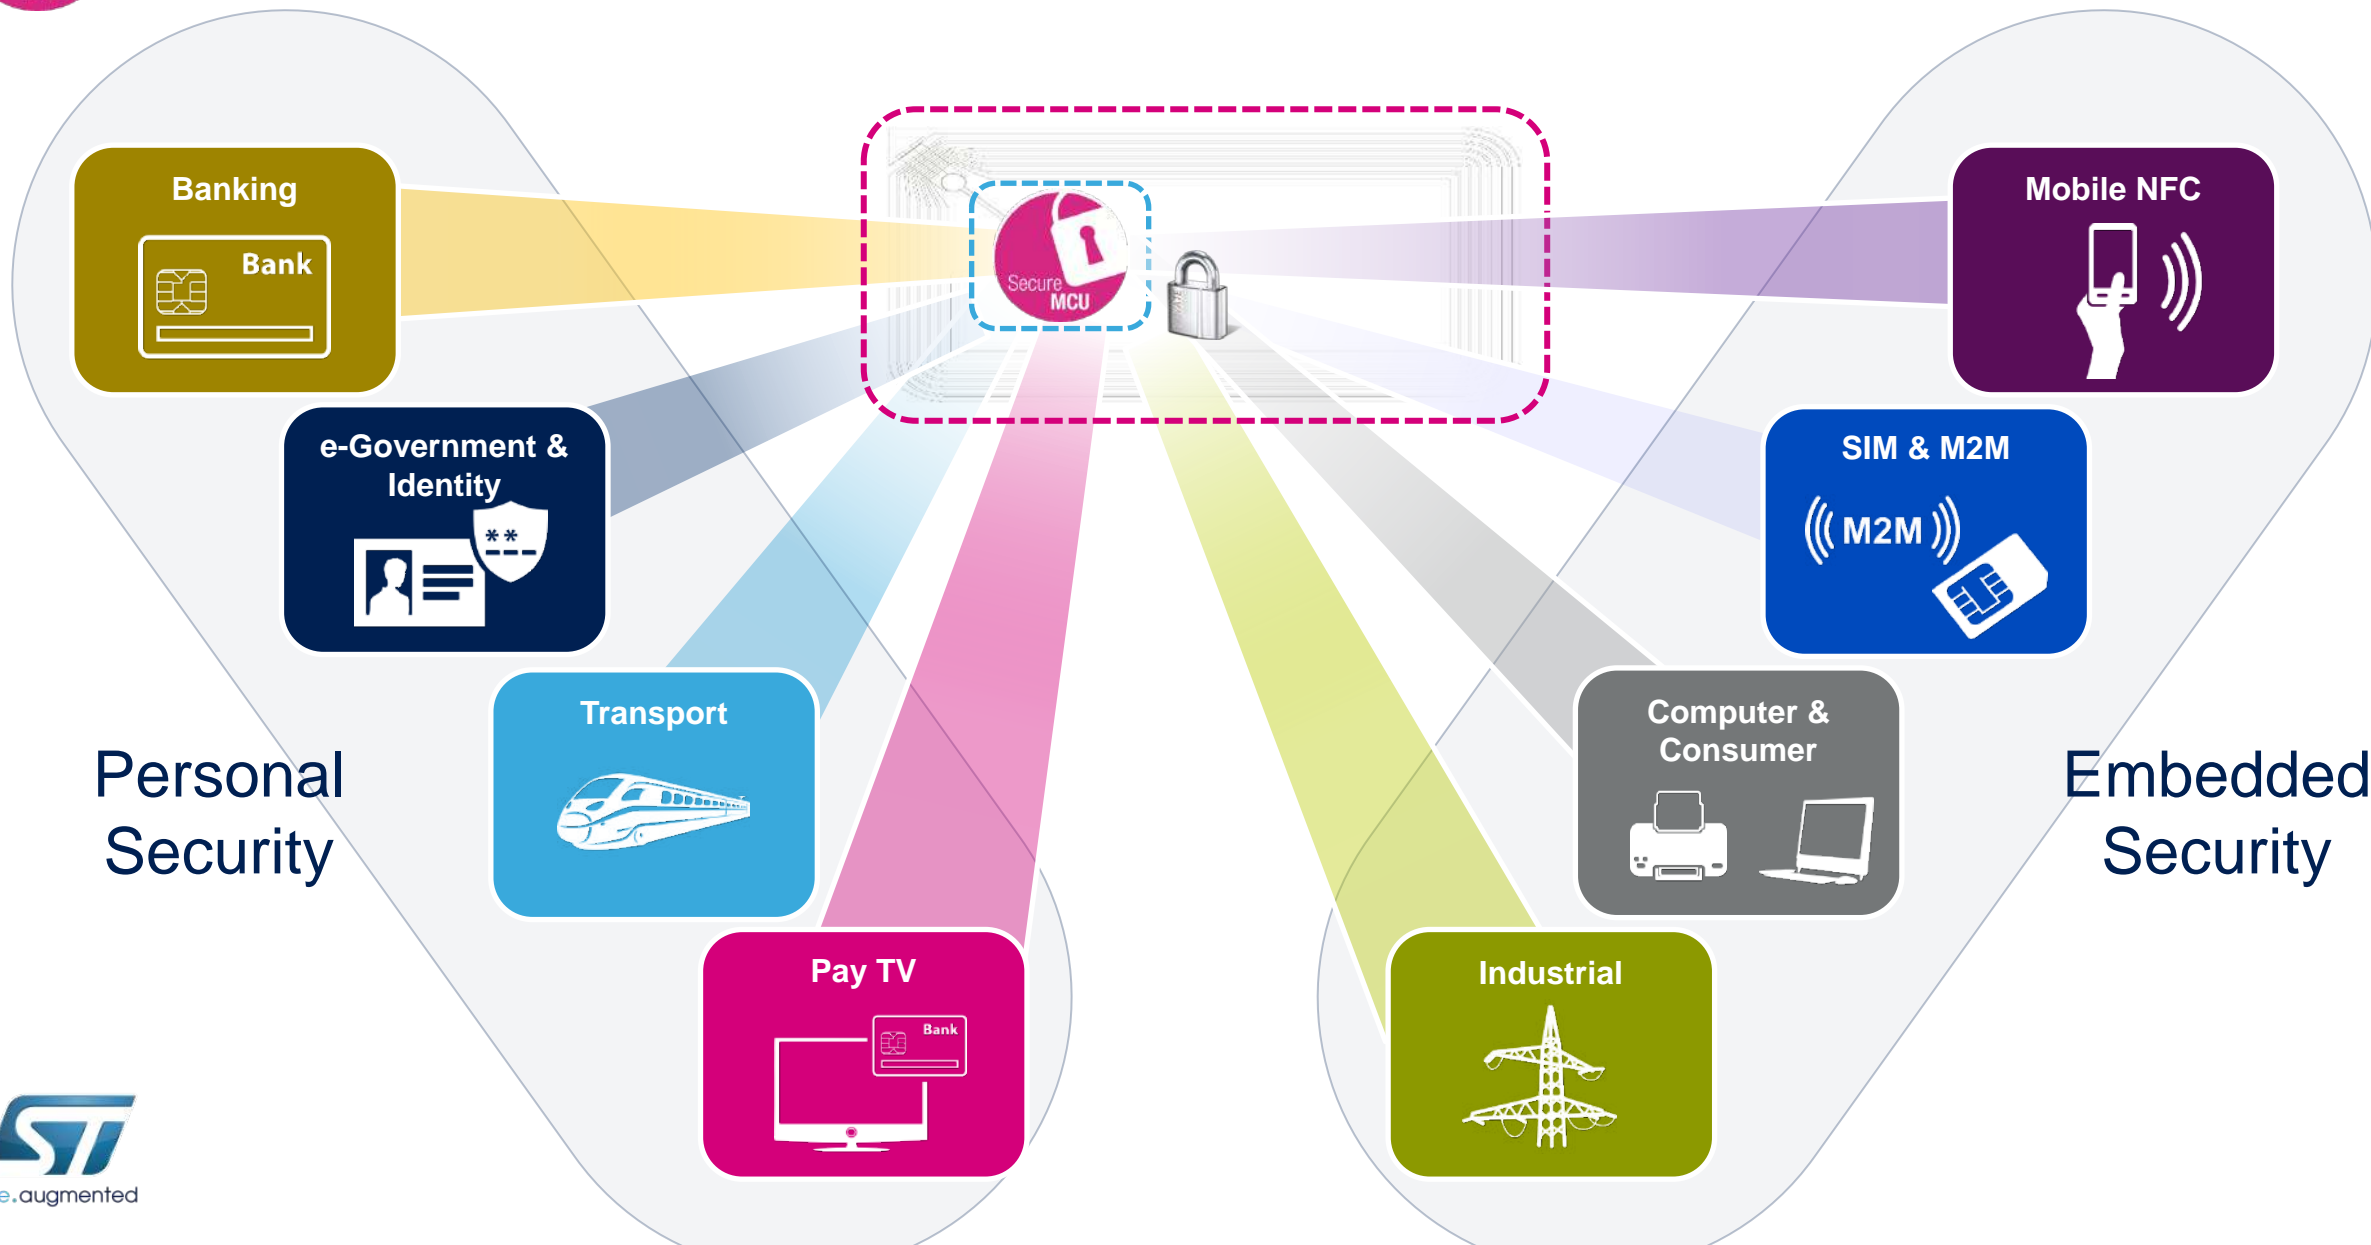 Banking
Bank
e-Government &
Identity
**
Transport
Pay TV
Bank
Personal
Security
Secure
MCU
Mobile NFC
SIM & M2M
M2M
Computer &
Consumer
Industrial
Embedded
Security
ST
e.augmented